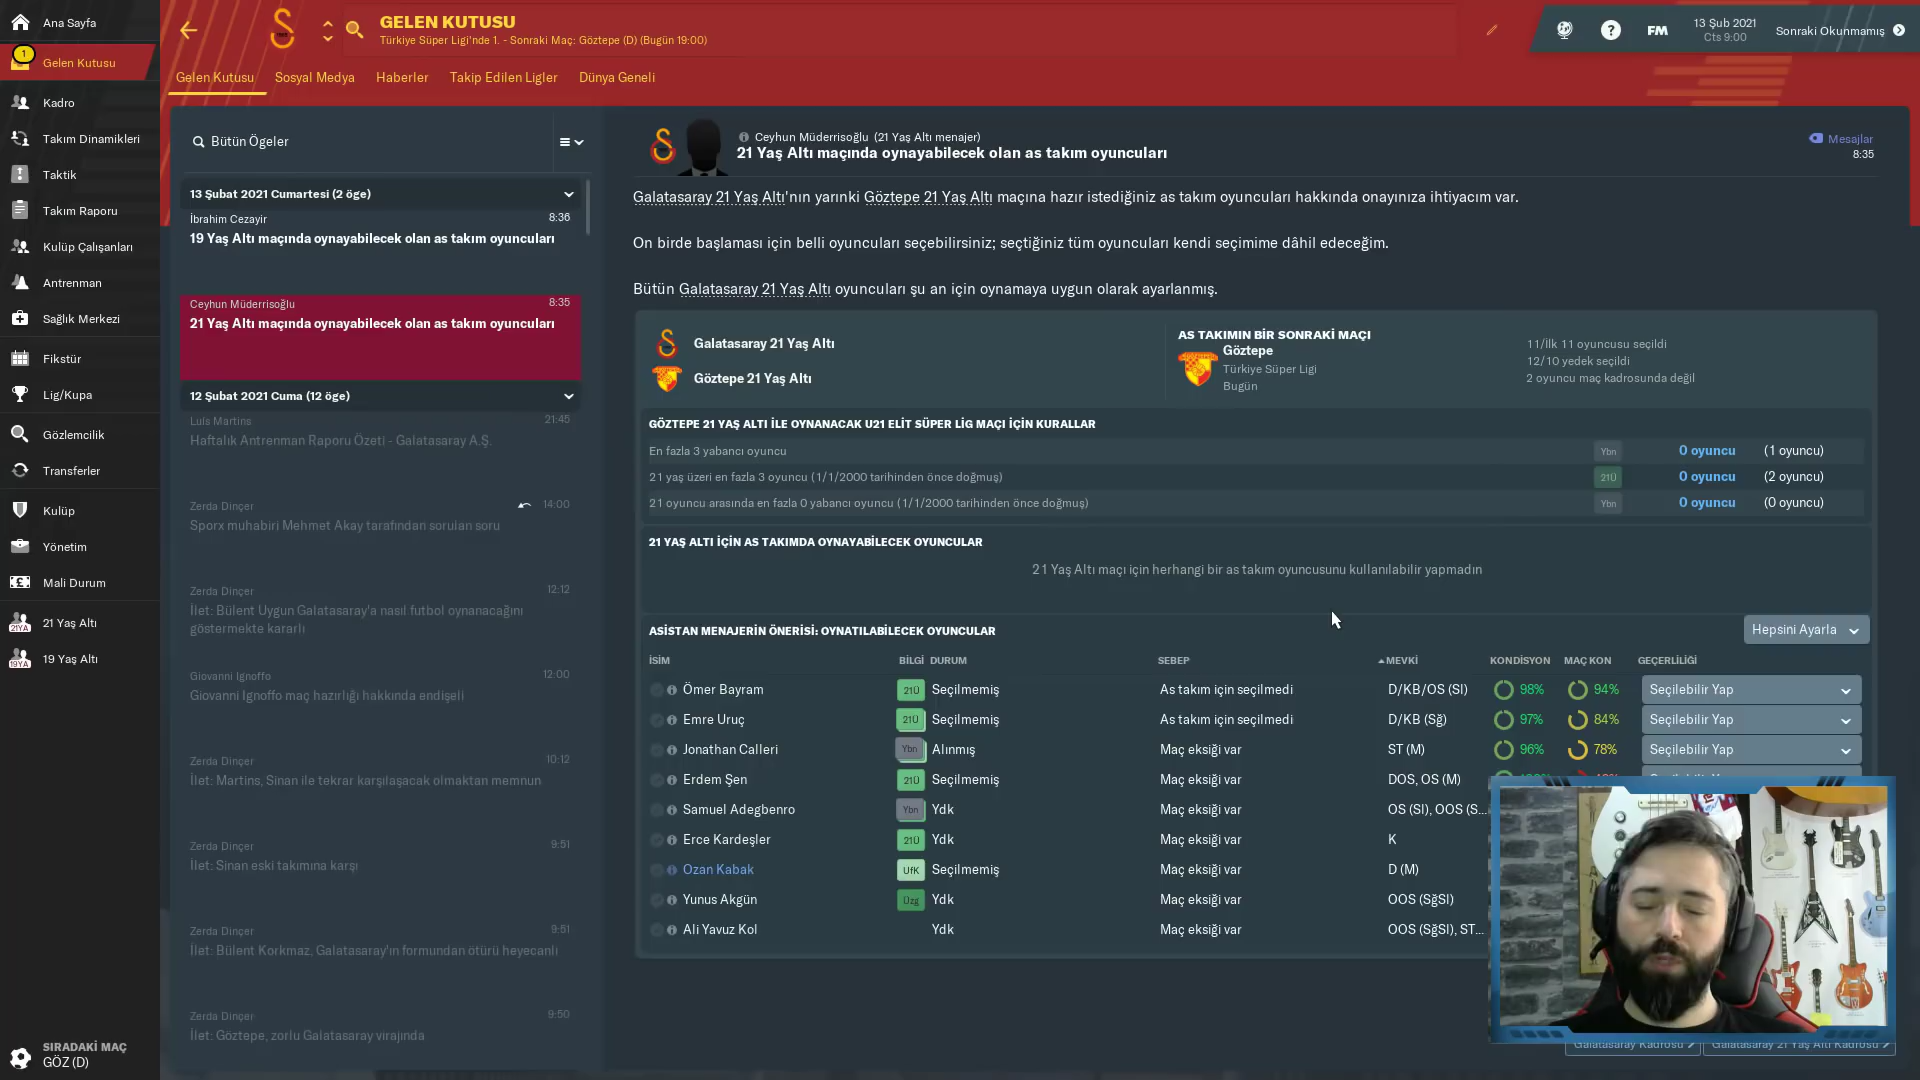 Ana Sayfa
1
Gelen Kutusu
Kadro
Takım Dinamikleri
Taktik
Takım Raporu
Kulüp Çalışanları
Antrenman
Sağlık Merkezi
Fikstür
Lig/Kupa
Gözlemcilik
Transferler
Kulüp
Yönetim
Mali Durum
21YA
21 Yaş Altı
19YA
19 Yaş Altı
SIRADAKİ MAÇ
GÖZ (D)
GELEN KUTUSU
Türkiye Süper Ligi'nde 1. - Sonraki Maç: Göztepe (D) (Bugün 19:00)
? FM
13 Şub 2021
Cts 9:00
Sonraki Okunmamış
Gelen Kutusu Sosyal Medya Haberler Takip Edilen Ligler Dünya Geneli
Bütün Ögeler
13 Şubat 2021 Cumartesi (2 öge)
İbrahim Cezayir 8:36
19 Yaş Altı maçında oynayabilecek olan as takım oyuncuları
Ceyhun Müderrisoğlu 8:35
21 Yaş Altı maçında oynayabilecek olan as takım oyuncuları
12 Şubat 2021 Cuma (12 öge)
Luís Martins 21:45
Haftalık Antrenman Raporu Özeti - Galatasaray A.Ş.
Zerda Dinçer 14:00
Sporx muhabiri Mehmet Akay tarafından sorulan soru
Zerda Dinçer 12:12
İlet: Bülent Uygun Galatasaray'a nasıl futbol oynanacağını
göstermekte kararlı
Giovanni Ignoffo 12:00
Giovanni Ignoffo maç hazırlığı hakkında endişeli
Zerda Dinçer 10:12
İlet: Martins, Sinan ile tekrar karşılaşacak olmaktan memnun
Zerda Dinçer 9:51
İlet: Sinan eski takımına karşı
Zerda Dinçer 9:51
İlet: Bülent Korkmaz, Galatasaray'ın formundan ötürü heyecanlı
Zerda Dinçer 9:50
İlet: Göztepe, zorlu Galatasaray virajında
Ceyhun Müderrisoğlu (21 Yaş Altı menajer)
21 Yaş Altı maçında oynayabilecek olan as takım oyuncuları
Mesajlar
8:35
Galatasaray 21 Yaş Altı'nın yarınki Göztepe 21 Yaş Altı maçına hazır istediğiniz as takım oyuncuları hakkında onayınıza ihtiyacım var.
On birde başlaması için belli oyuncuları seçebilirsiniz; seçtiğiniz tüm oyuncuları kendi seçimime dâhil edeceğim.
Bütün Galatasaray 21 Yaş Altı oyuncuları şu an için oynamaya uygun olarak ayarlanmış.
Galatasaray 21 Yaş Altı
Göztepe 21 Yaş Altı
AS TAKIMIN BİR SONRAKİ MAÇI
Göztepe
Türkiye Süper Ligi
Bugün
11/İlk 11 oyuncusu seçildi
12/10 yedek seçildi
2 oyuncu maç kadrosunda değil
GÖZTEPE 21 YAŞ ALTI İLE OYNANACAK U21 ELİT SÜPER LİG MAÇI İÇİN KURALLAR
En fazla 3 yabancı oyuncu Ybn 0 oyuncu (1 oyuncu)
21 yaş üzeri en fazla 3 oyuncu (1/1/2000 tarihinden önce doğmuş) 21Ü 0 oyuncu (2 oyuncu)
21 oyuncu arasında en fazla 0 yabancı oyuncu (1/1/2000 tarihinden önce doğmuş) Ybn 0 oyuncu (0 oyuncu)
21 YAŞ ALTI İÇİN AS TAKIMDA OYNAYABİLECEK OYUNCULAR
21 Yaş Altı maçı için herhangi bir as takım oyuncusunu kullanılabilir yapmadın
ASİSTAN MENAJERİN ÖNERİSİ: OYNATILABİLECEK OYUNCULAR
Hepsini Ayarla
İSİM BİLGİ DURUM SEBEP MEVKİ KONDİSYON MAÇ KON GEÇERLİLİĞİ
Ömer Bayram 21Ü Seçilmemiş As takım için seçilmedi D/KB/OS (Sl) 98% 94% Seçilebilir Yap
Emre Uruç 21Ü Seçilmemiş As takım için seçilmedi D/KB (Sğ) 97% 84% Seçilebilir Yap
Jonathan Calleri Ybn Alınmış Maç eksiği var ST (M) 96% 78% Seçilebilir Yap
Erdem Şen 21Ü Seçilmemiş Maç eksiği var DOS, OS (M)
Samuel Adegbenro Ybn Ydk Maç eksiği var OS (Sl), OOS (S...
Erce Kardeşler 21Ü Ydk Maç eksiği var K
Ozan Kabak UfK Seçilmemiş Maç eksiği var D (M)
Yunus Akgün Üzg Ydk Maç eksiği var OOS (SğSl)
Ali Yavuz Kol Ydk Maç eksiği var OOS (SğSl), ST...
Galatasaray Kadrosu
Galatasaray 21 Yaş Altı Kadrosu